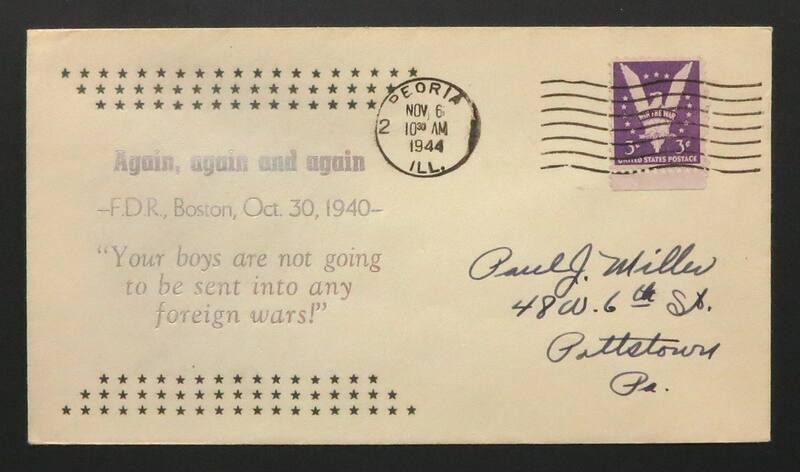 Again, again and again
—F.D.R., Boston, Oct. 30, 1940—
"Your boys are not going
to be sent into any
foreign wars!"
PEORIA
NOV 6
2 10 30 AM
1944
ILL.
WIN THE WAR
3¢ 3¢
UNITED STATES POSTAGE
Paul J. Miller
48 W. 6th St.
Pottstown
Pa.